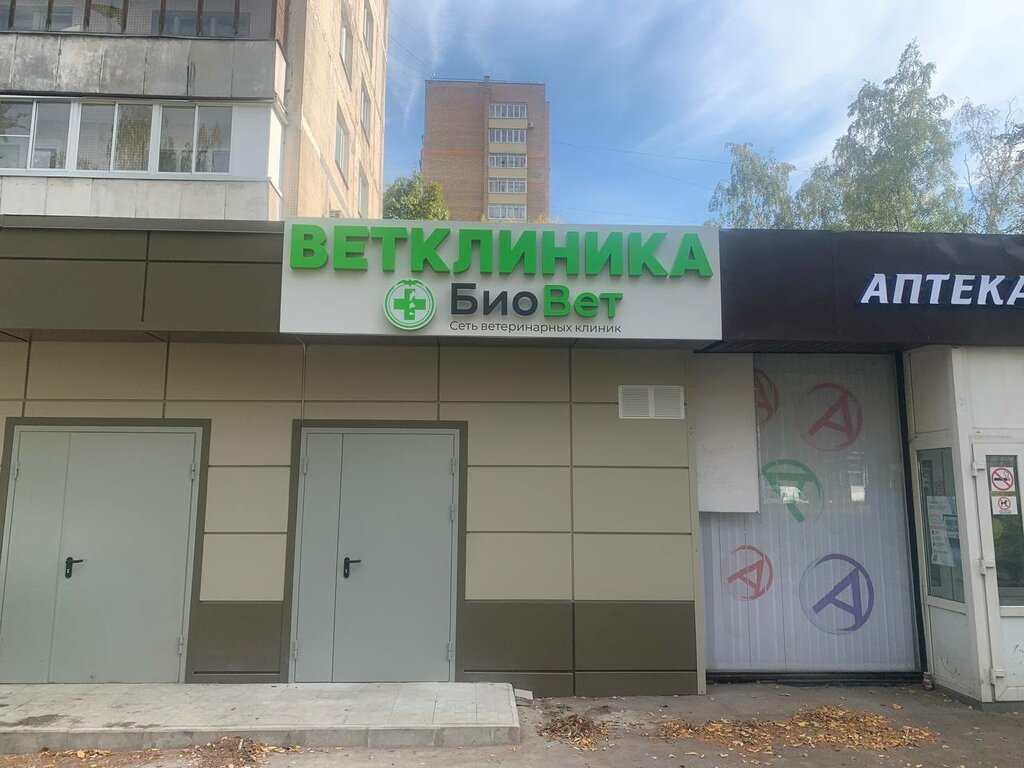 ВЕТКЛИНИКА
БиоВет
Сеть ветеринарных клиник
АПТЕКА